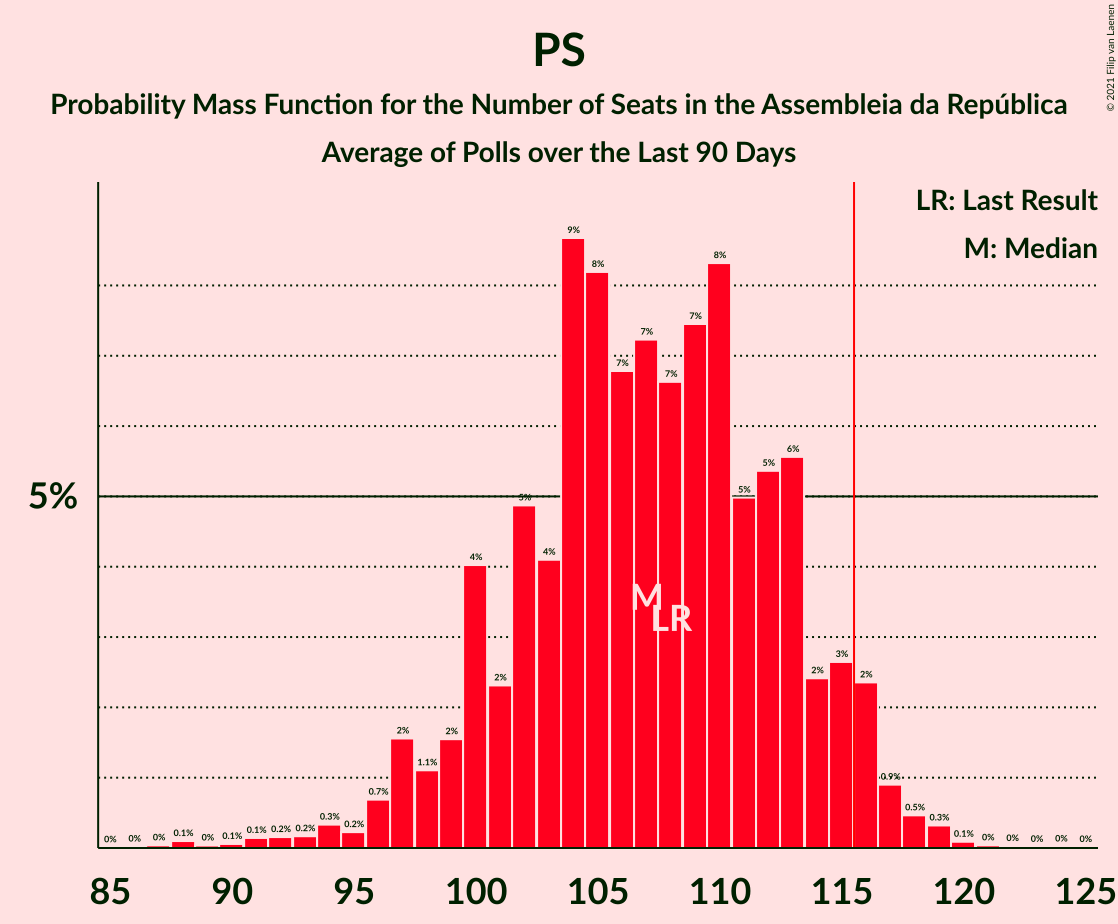 PS
Probability Mass Function for the Number of Seats in the Assembleia da República
Average of Polls over the Last 90 Days
© 2021 Filip van Laenen
LR: Last Result
M: Median
5%
0% 0% 0% 0.1% 0% 0.1% 0.1% 0.2% 0.2% 0.3% 0.2% 0.7% 2% 1.1% 2% 4% 2% 5% 4% 9% 8% 7% 7% 7% 7% 8% 5% 5% 6% 2% 3% 2% 0.9% 0.5% 0.3% 0.1% 0% 0% 0% 0% 0%
M
LR
85 90 95 100 105 110 115 120 125